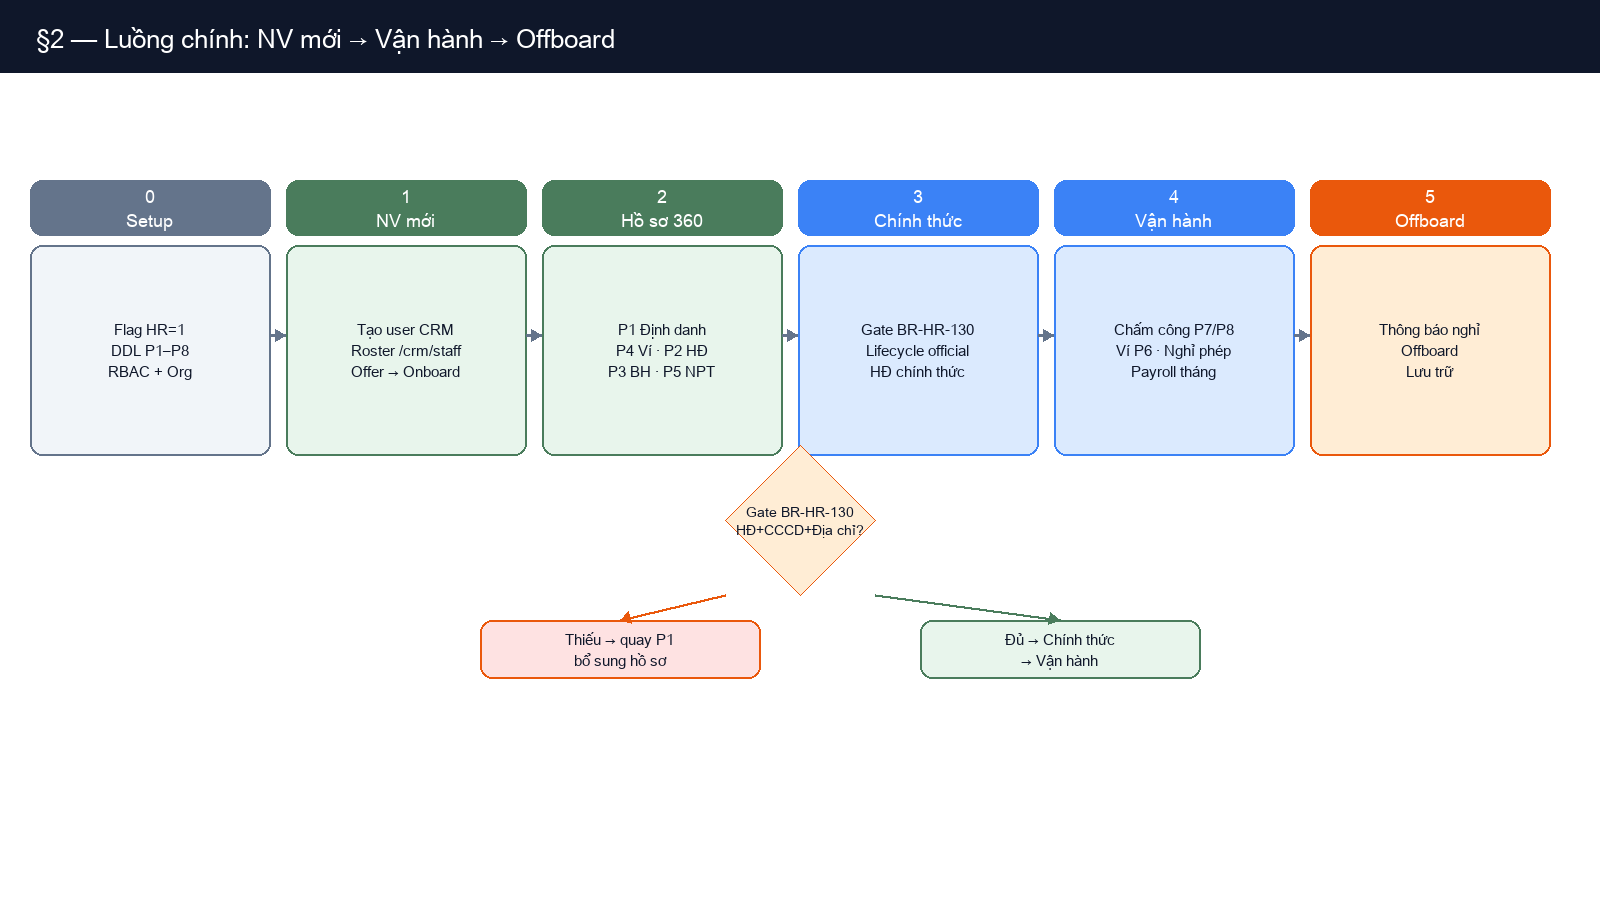 §2 — Luồng chính: NV mới → Vận hành → Offboard
0
Setup
Flag HR=1
DDL P1–P8
RBAC + Org
1
NV mới
Tạo user CRM
Roster /crm/staff
Offer → Onboard
2
Hồ sơ 360
P1 Định danh
P4 Ví · P2 HĐ
P3 BH · P5 NPT
3
Chính thức
Gate BR-HR-130
Lifecycle official
HĐ chính thức
4
Vận hành
Chấm công P7/P8
Ví P6 · Nghỉ phép
Payroll tháng
5
Offboard
Thông báo nghỉ
Offboard
Lưu trữ
Gate BR-HR-130
HĐ+CCCD+Địa chỉ?
Thiếu → quay P1
bổ sung hồ sơ
Đủ → Chính thức
→ Vận hành